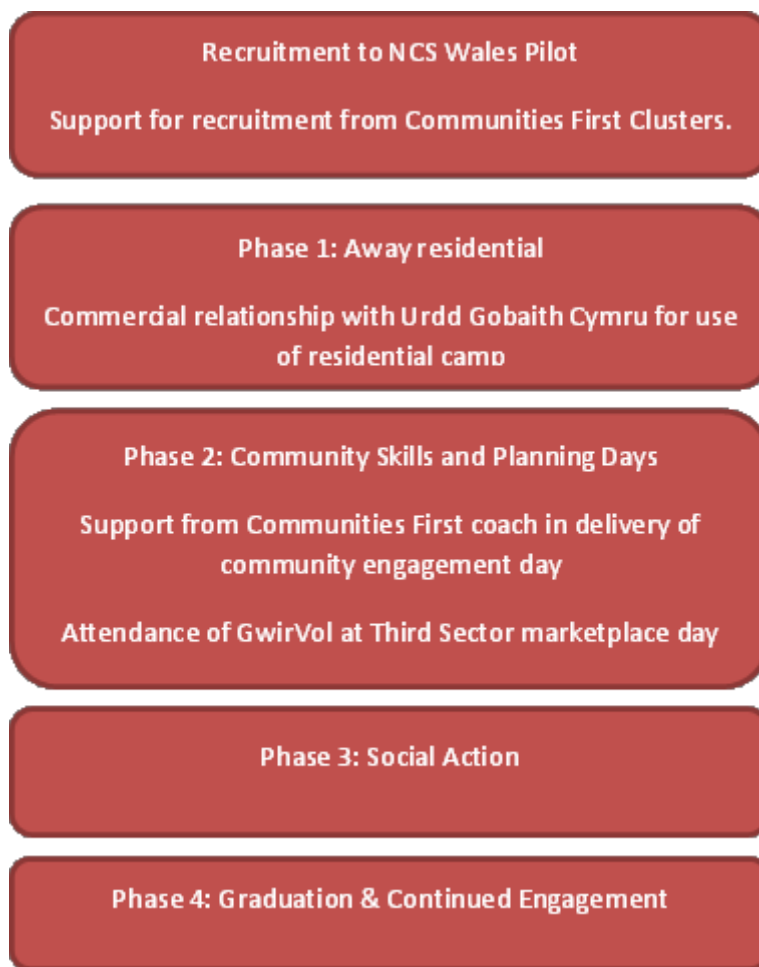 Recruitment to NCS Wales Pilot
Support for recruitment from Communities First Clusters.
Phase 1: Away residential
Commercial relationship with Urdd Gobaith Cymru for use
of residential camp
Phase 2: Community Skills and Planning Days
Support from Communities First coach in delivery of
community engagement day
Attendance of GwirVol at Third Sector marketplace day
Phase 3: Social Action
Phase 4: Graduation & Continued Engagement